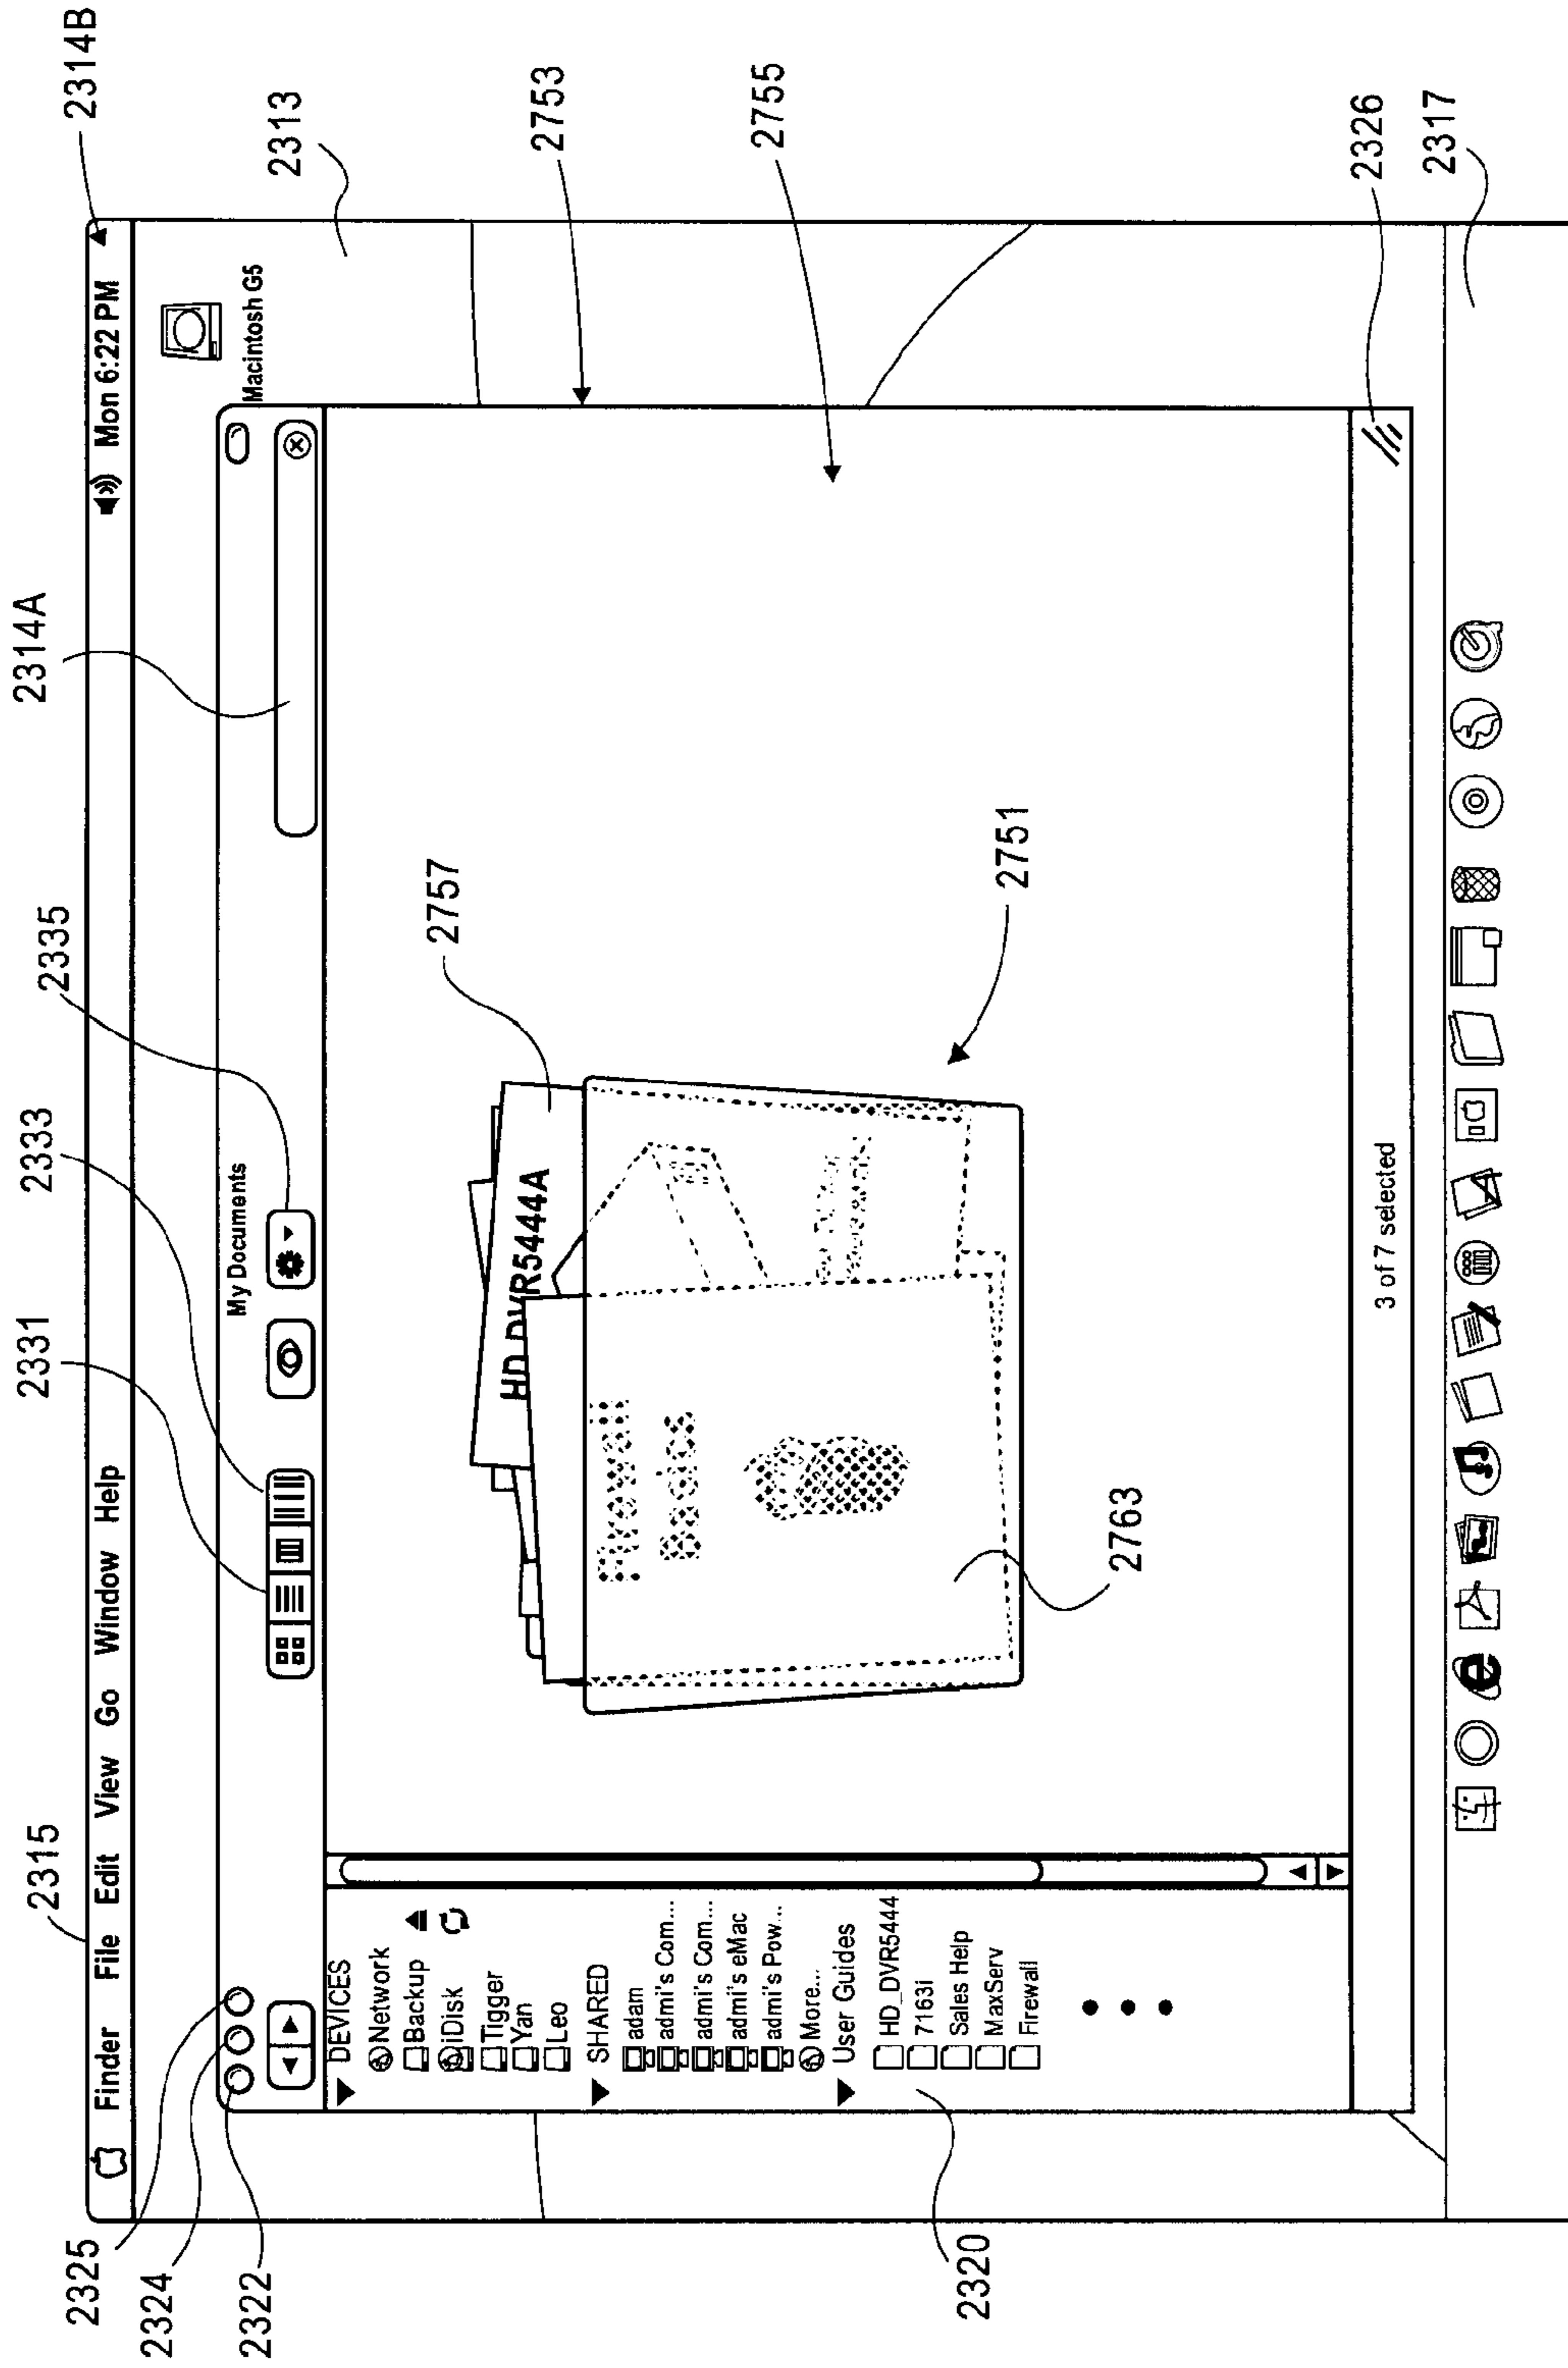 2315
2331
2333
2335
2314A
2314B
2325
2324
2322
Finder File Edit View Go Window Help
Mon 6:22 PM
Macintosh G5
2313
My Documents
DEVICES
Network
Backup
iDisk
Tigger
Yan
Leo
SHARED
adam
admi's Com...
admi's Com...
admi's eMac
admi's Pow...
More...
User Guides
HD_DVR5444
7163i
Sales Help
MaxServ
Firewall
2320
2757
HD_DVR5444A
Firewall
Basics
2763
2751
2753
2755
3 of 7 selected
2326
2317